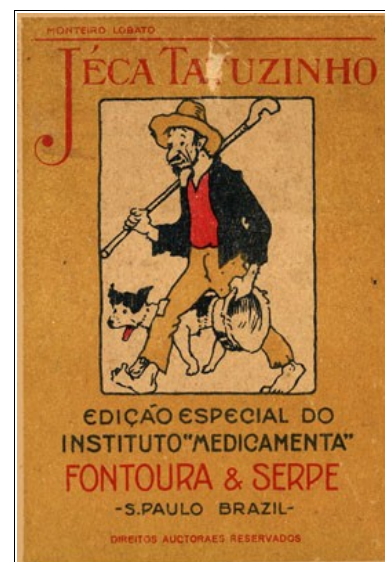 MONTEIRO LOBATO
JÉCA TATUZINHO
EDIÇÃO ESPECIAL DO
INSTITUTO "MEDICAMENTA"
FONTOURA & SERPE
-S.PAULO BRAZIL-
DIREITOS AUCTORAES RESERVADOS